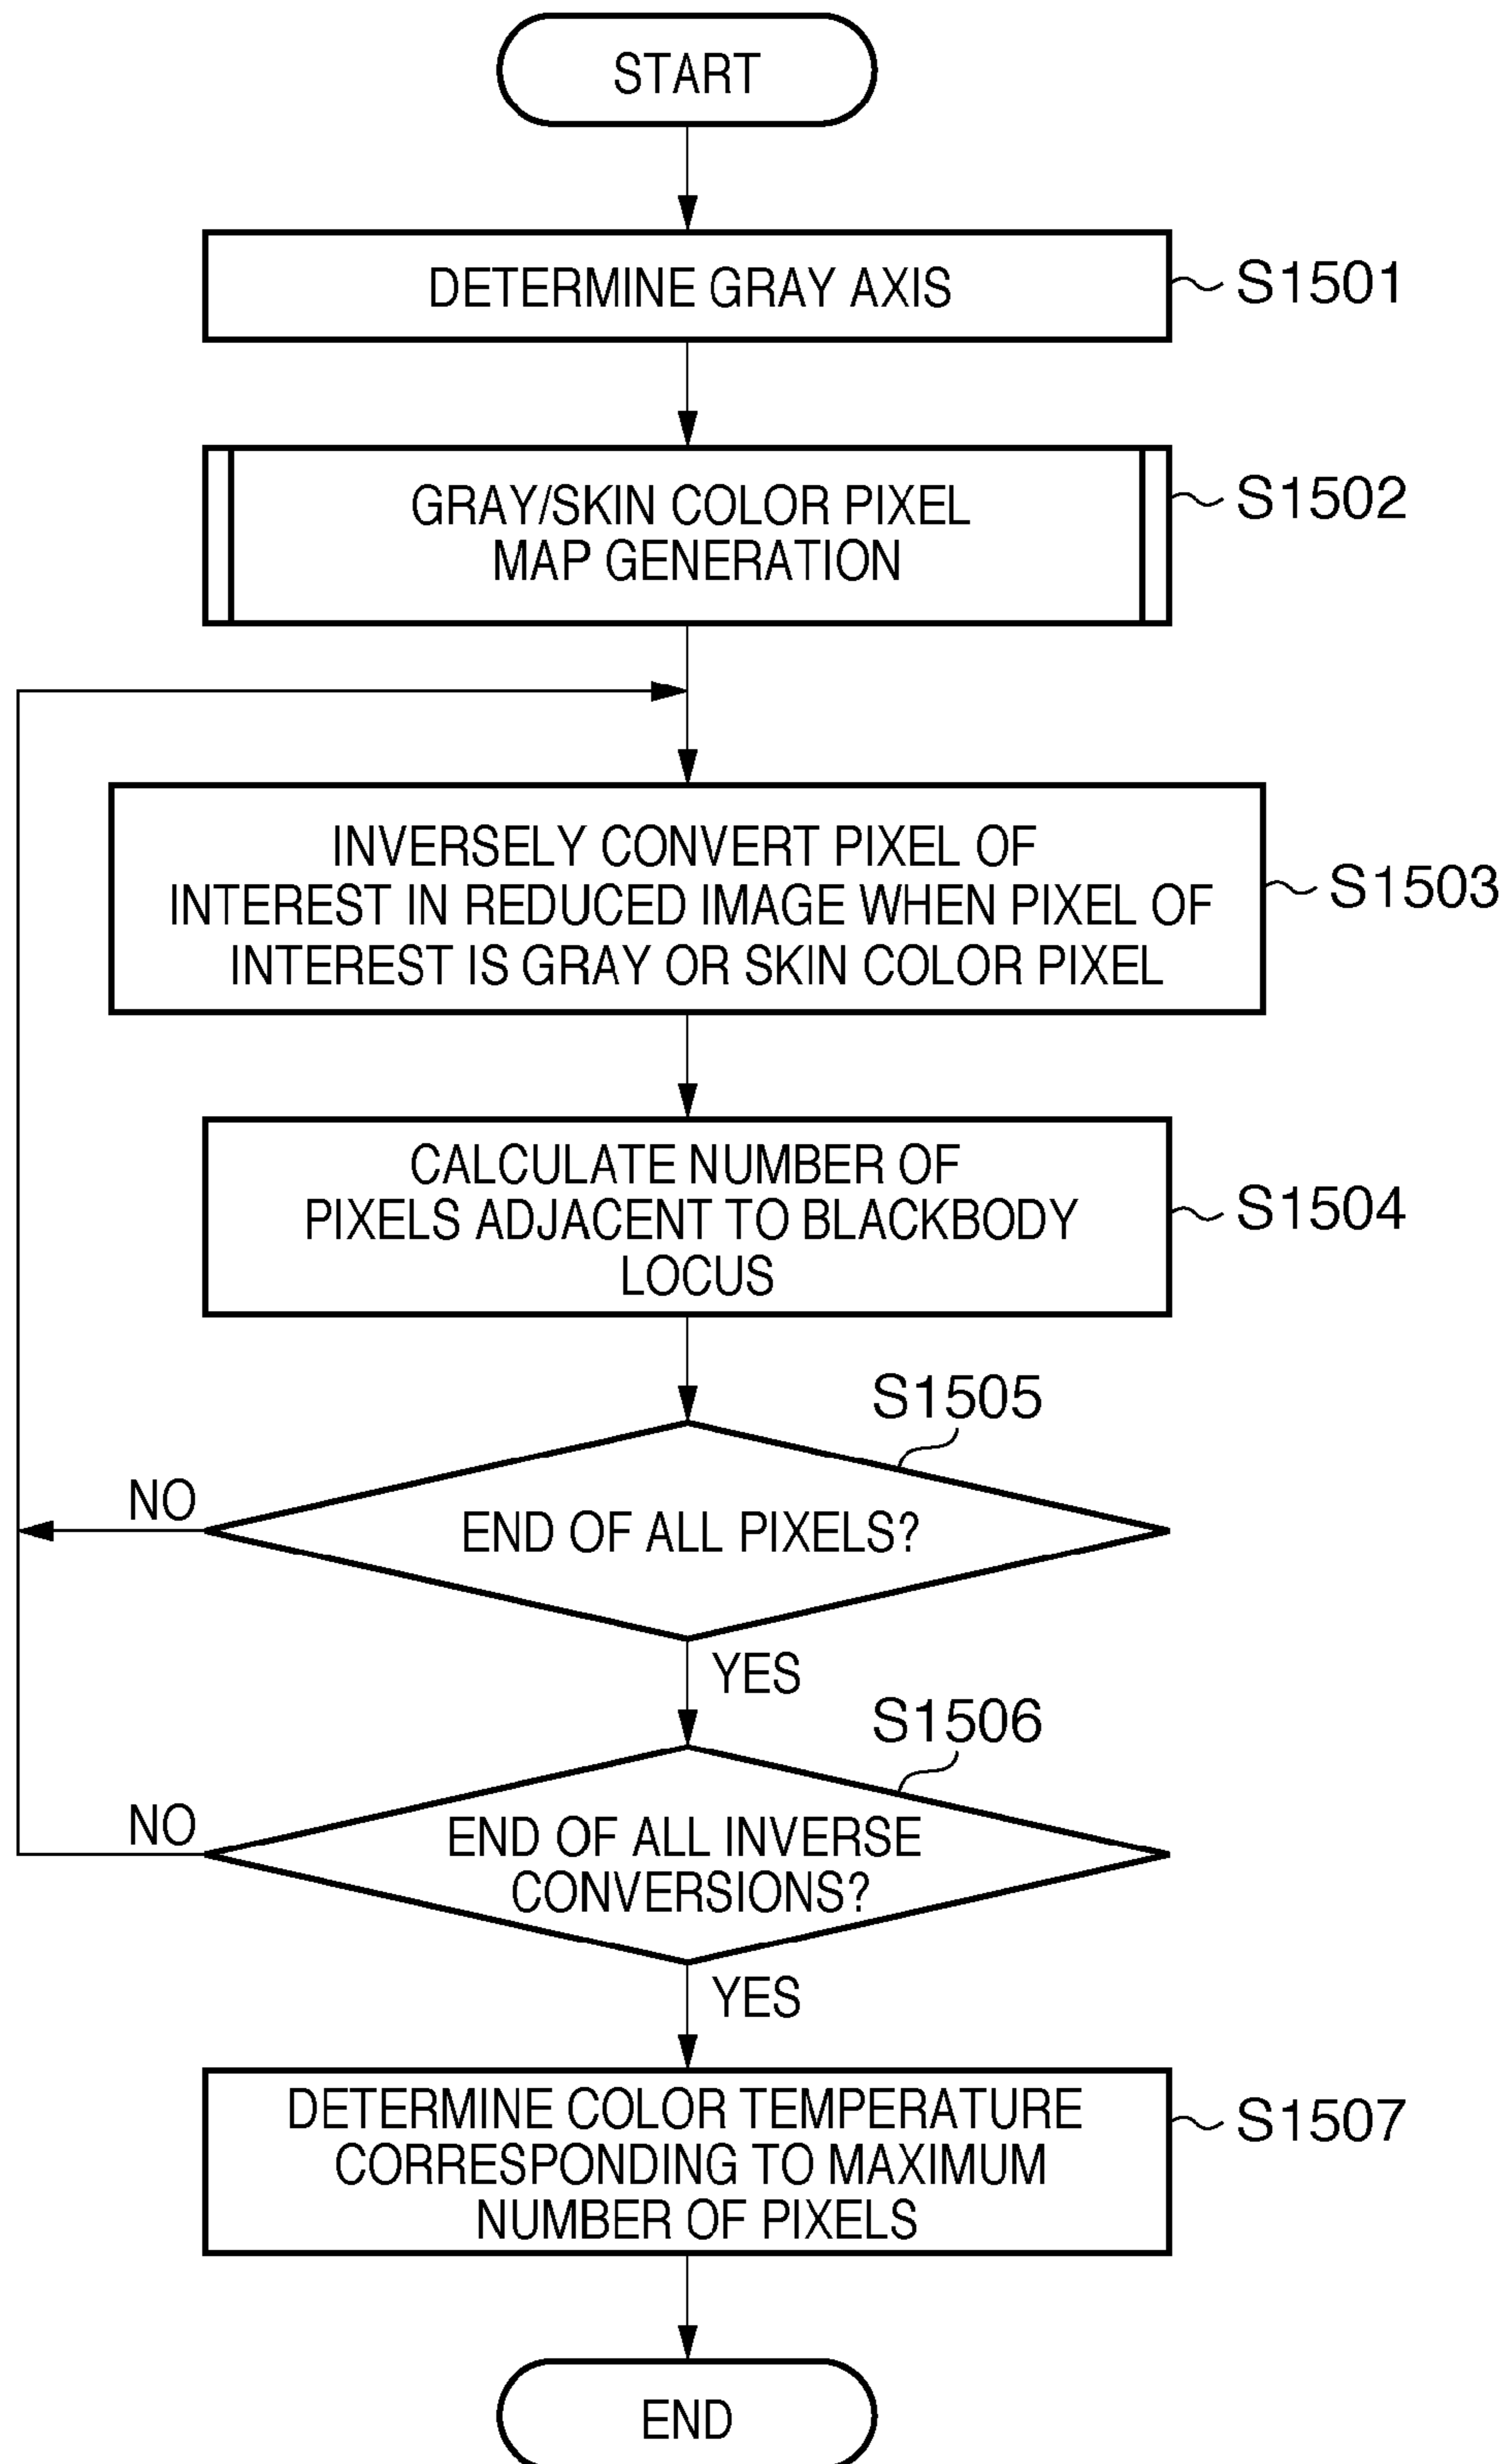 START
DETERMINE GRAY AXIS
S1501
GRAY/SKIN COLOR PIXEL
MAP GENERATION
S1502
INVERSELY CONVERT PIXEL OF
INTEREST IN REDUCED IMAGE WHEN PIXEL OF
INTEREST IS GRAY OR SKIN COLOR PIXEL
S1503
CALCULATE NUMBER OF
PIXELS ADJACENT TO BLACKBODY
LOCUS
S1504
S1505
NO
END OF ALL PIXELS?
YES
S1506
NO
END OF ALL INVERSE
CONVERSIONS?
YES
DETERMINE COLOR TEMPERATURE
CORRESPONDING TO MAXIMUM
NUMBER OF PIXELS
S1507
END